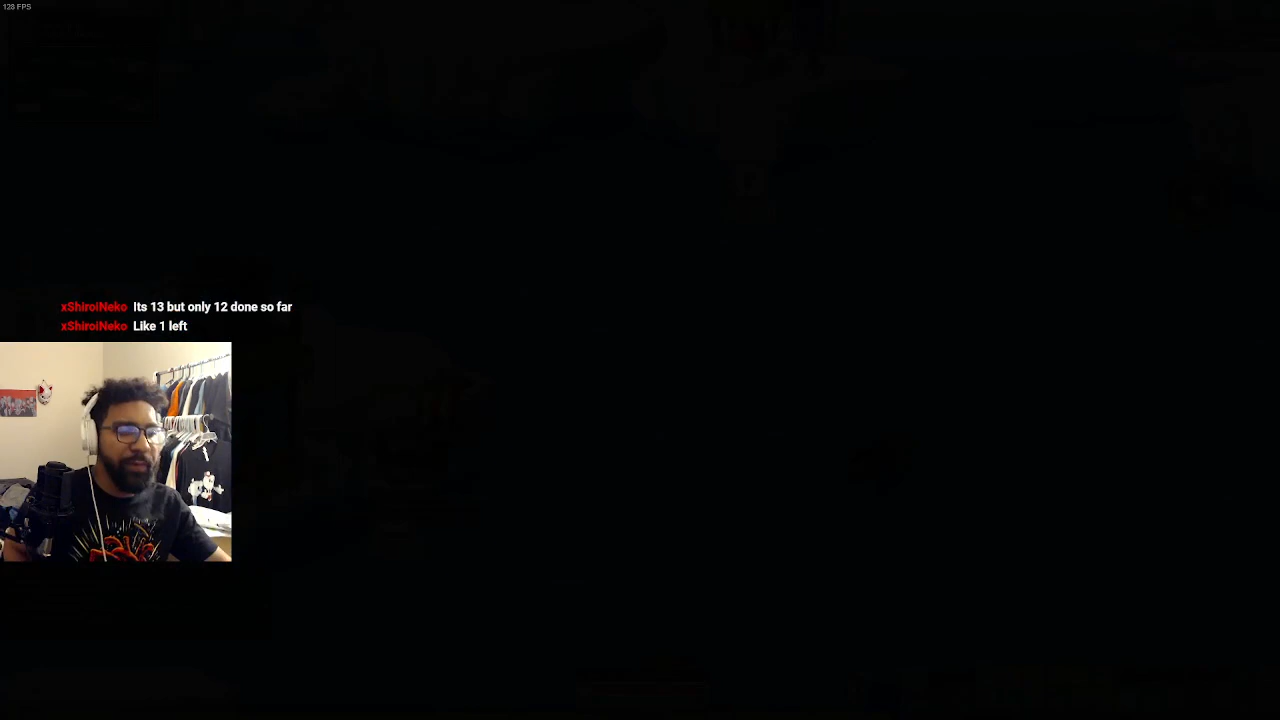 128 FPS
xShiroiNeko Its 13 but only 12 done so far
xShiroiNeko Like 1 left